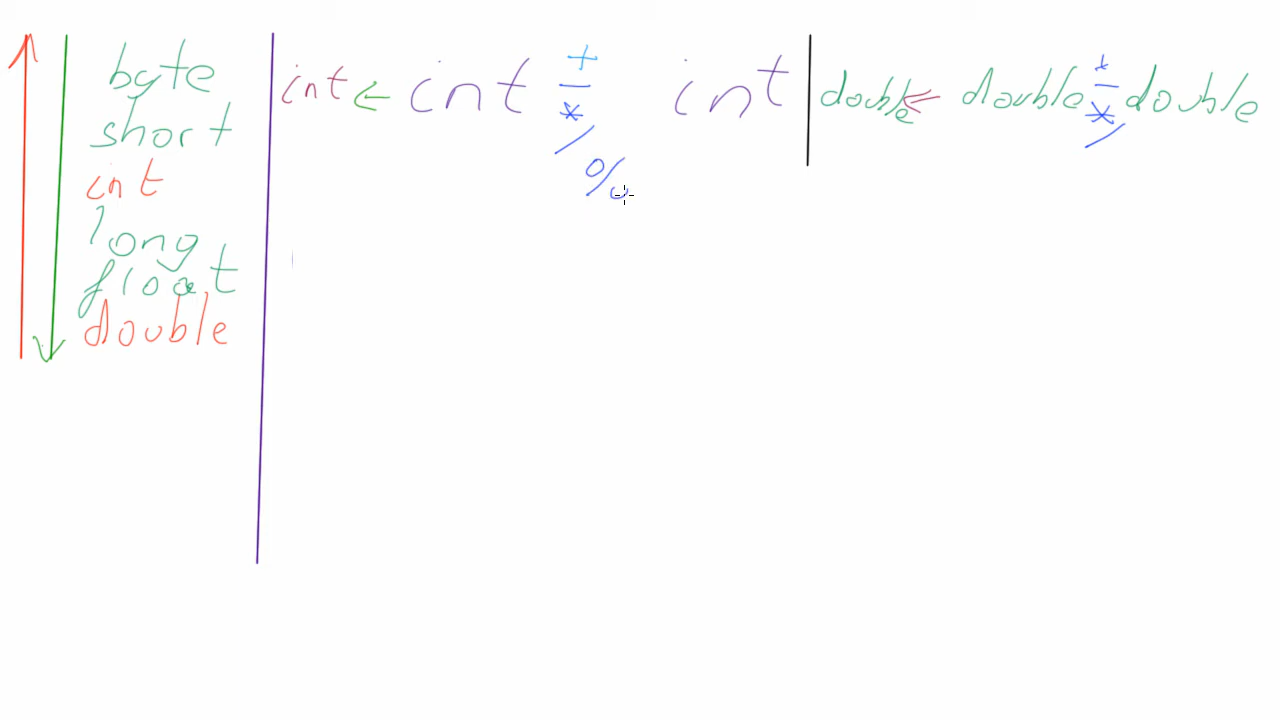 byte
short
int
long
float
double
int ← int + - * / % int
double ← double + - * / double